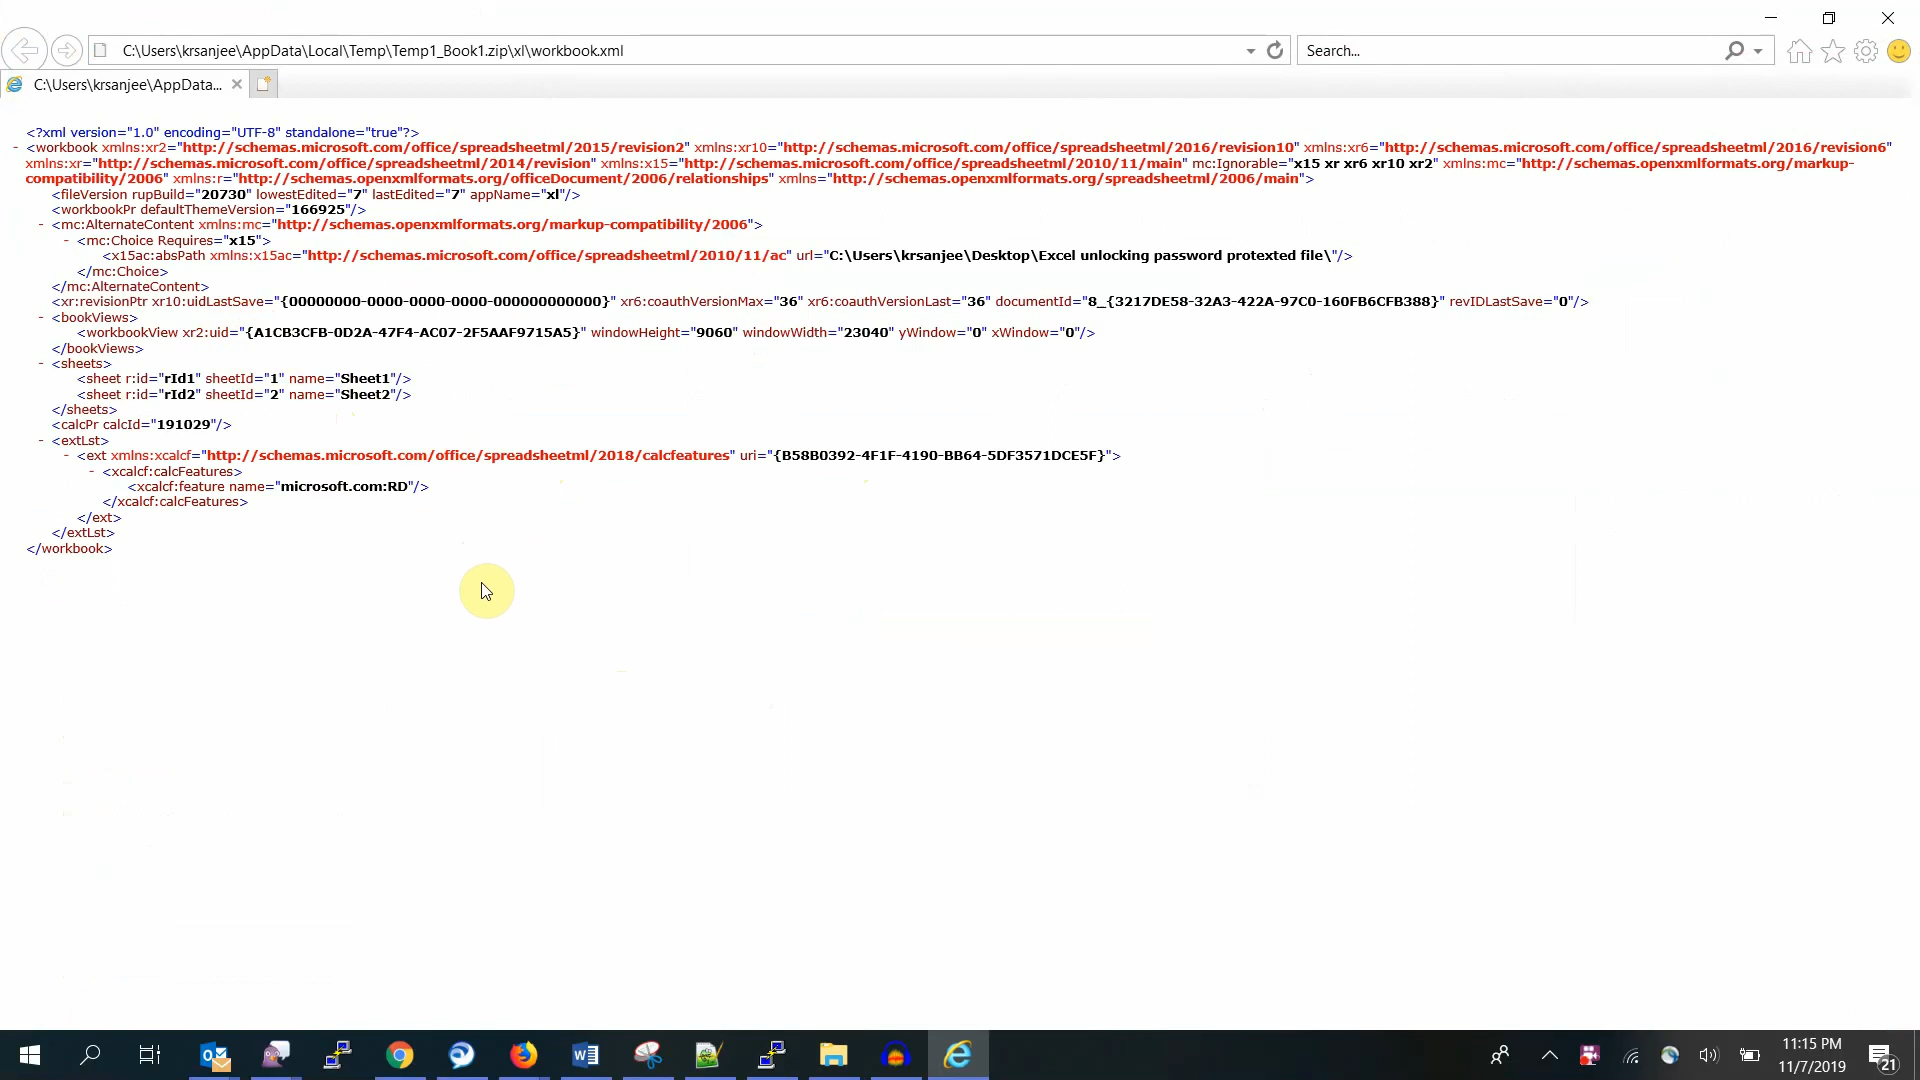 C:\Users\krsanjee\AppData\Local\Temp\Temp1_Book1.zip\xl\workbook.xml
Search...
C:\Users\krsanjee\AppData...
<?xml version="1.0" encoding="UTF-8" standalone="true"?>
- <workbook xmlns:xr2="http://schemas.microsoft.com/office/spreadsheetml/2015/revision2" xmlns:xr10="http://schemas.microsoft.com/office/spreadsheetml/2016/revision10" xmlns:xr6="http://schemas.microsoft.com/office/spreadsheetml/2016/revision6"
xmlns:xr="http://schemas.microsoft.com/office/spreadsheetml/2014/revision" xmlns:x15="http://schemas.microsoft.com/office/spreadsheetml/2010/11/main" mc:Ignorable="x15 xr xr6 xr10 xr2" xmlns:mc="http://schemas.openxmlformats.org/markup-
compatibility/2006" xmlns:r="http://schemas.openxmlformats.org/officeDocument/2006/relationships" xmlns="http://schemas.openxmlformats.org/spreadsheetml/2006/main">
<fileVersion rupBuild="20730" lowestEdited="7" lastEdited="7" appName="xl"/>
<workbookPr defaultThemeVersion="166925"/>
- <mc:AlternateContent xmlns:mc="http://schemas.openxmlformats.org/markup-compatibility/2006">
- <mc:Choice Requires="x15">
<x15ac:absPath xmlns:x15ac="http://schemas.microsoft.com/office/spreadsheetml/2010/11/ac" url="C:\Users\krsanjee\Desktop\Excel unlocking password protexted file\"/>
</mc:Choice>
</mc:AlternateContent>
<xr:revisionPtr xr10:uidLastSave="{00000000-0000-0000-0000-000000000000}" xr6:coauthVersionMax="36" xr6:coauthVersionLast="36" documentId="8_{3217DE58-32A3-422A-97C0-160FB6CFB388}" revIDLastSave="0"/>
- <bookViews>
<workbookView xr2:uid="{A1CB3CFB-0D2A-47F4-AC07-2F5AAF9715A5}" windowHeight="9060" windowWidth="23040" yWindow="0" xWindow="0"/>
</bookViews>
- <sheets>
<sheet r:id="rId1" sheetId="1" name="Sheet1"/>
<sheet r:id="rId2" sheetId="2" name="Sheet2"/>
</sheets>
<calcPr calcId="191029"/>
- <extLst>
- <ext xmlns:xcalcf="http://schemas.microsoft.com/office/spreadsheetml/2018/calcfeatures" uri="{B58B0392-4F1F-4190-BB64-5DF3571DCE5F}">
- <xcalcf:calcFeatures>
<xcalcf:feature name="microsoft.com:RD"/>
</xcalcf:calcFeatures>
</ext>
</extLst>
</workbook>
11:15 PM
11/7/2019
21